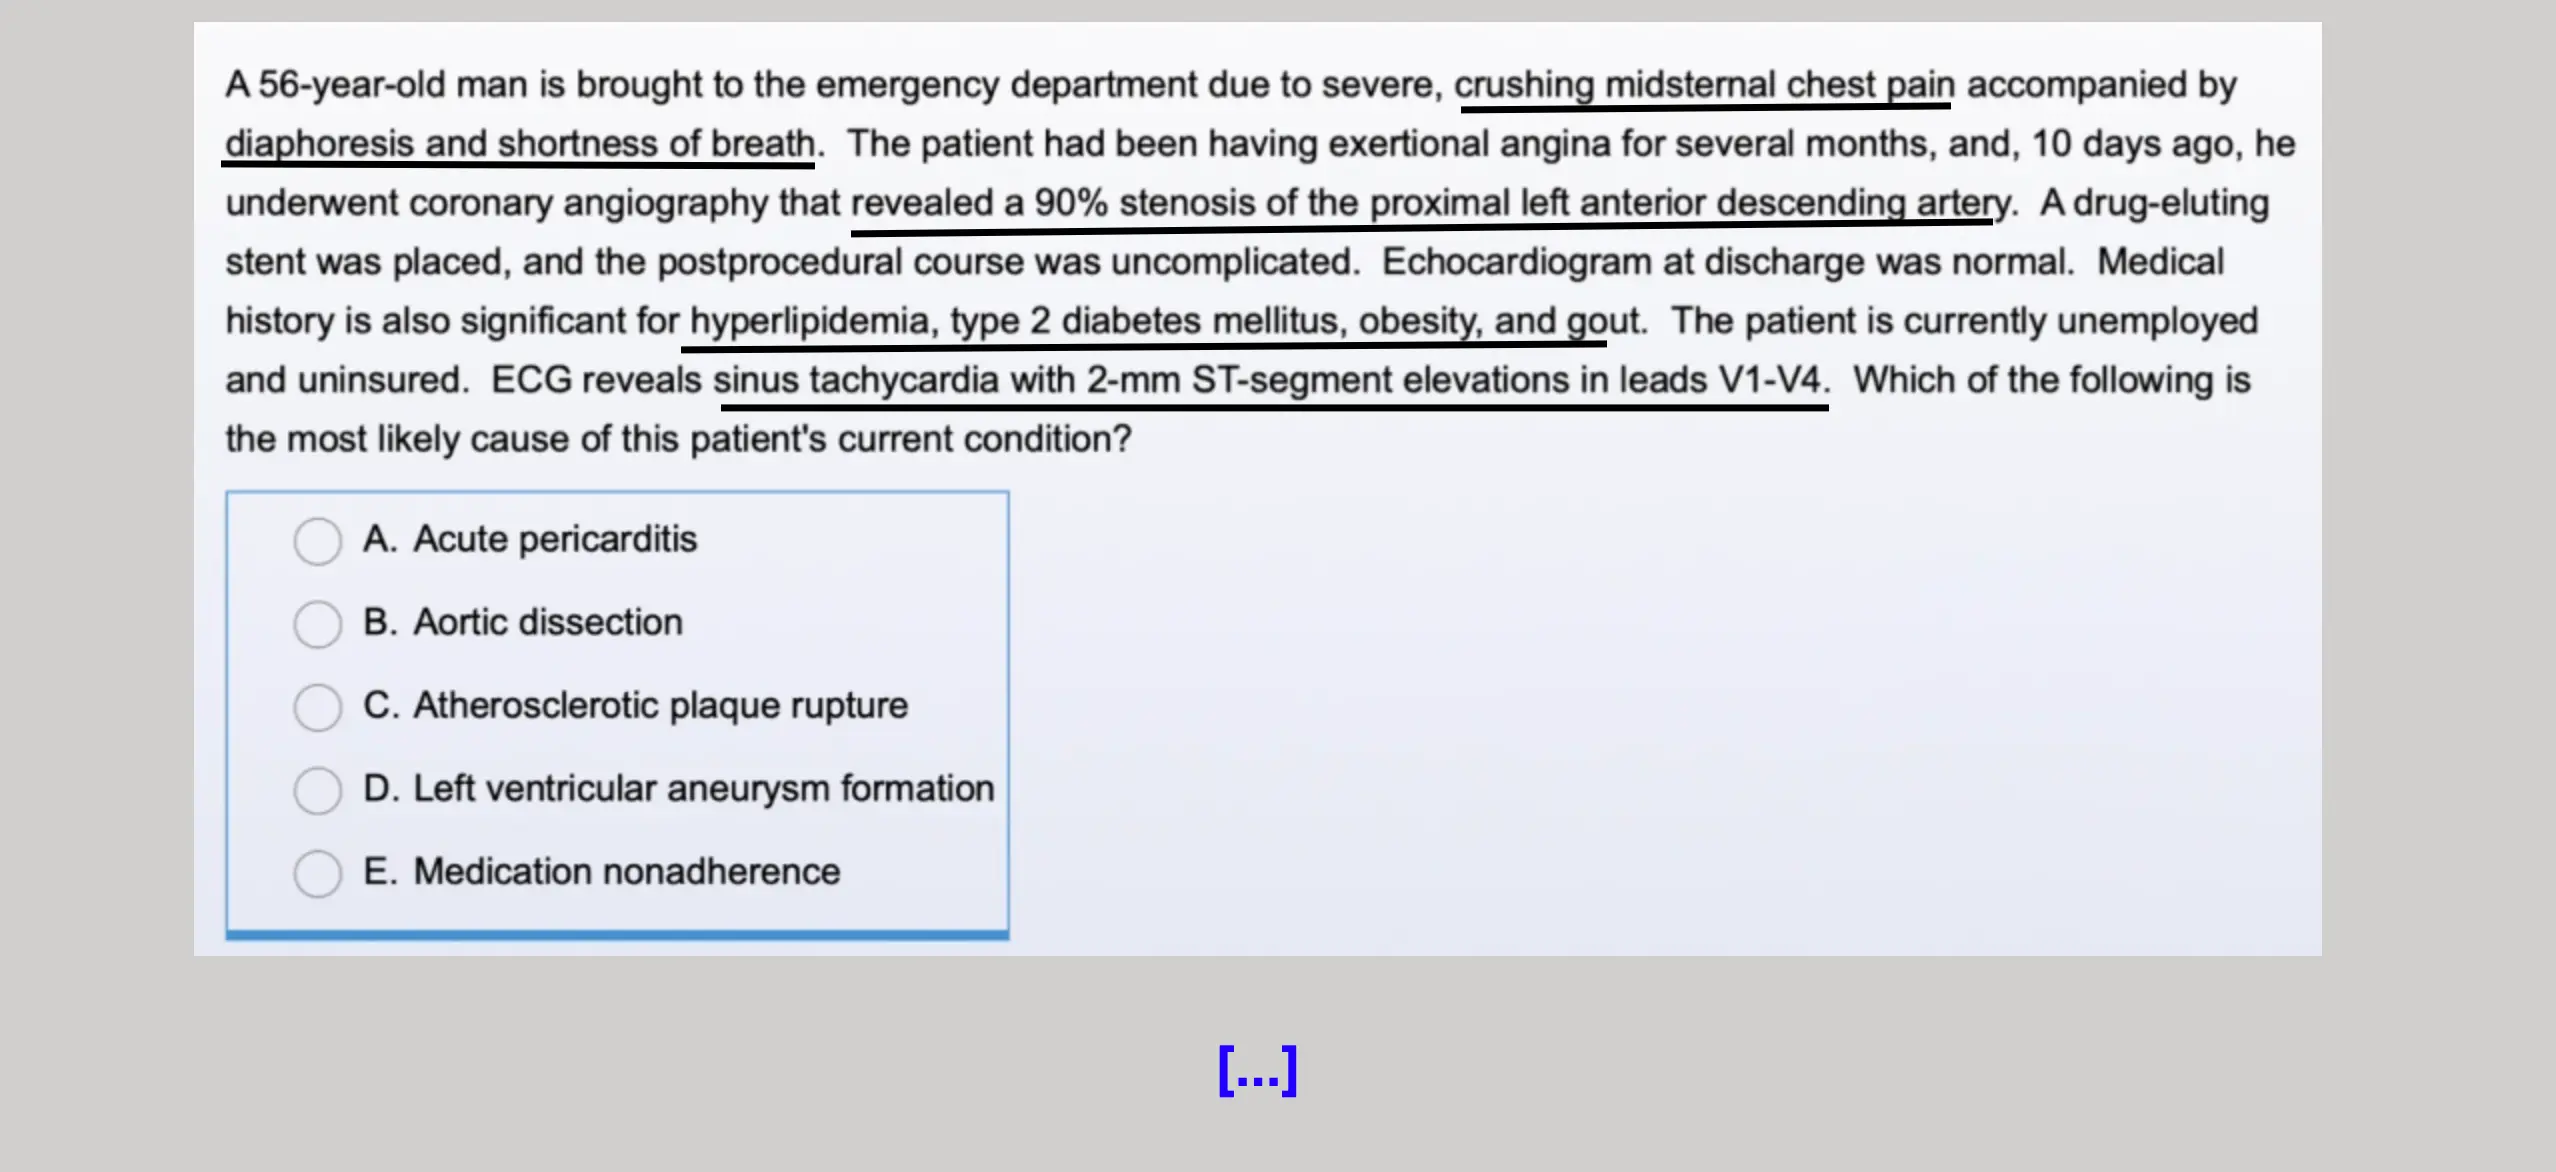 A 56-year-old man is brought to the emergency department due to severe, crushing midsternal chest pain accompanied by
diaphoresis and shortness of breath.  The patient had been having exertional angina for several months, and, 10 days ago, he
underwent coronary angiography that revealed a 90% stenosis of the proximal left anterior descending artery.  A drug-eluting
stent was placed, and the postprocedural course was uncomplicated.  Echocardiogram at discharge was normal.  Medical
history is also significant for hyperlipidemia, type 2 diabetes mellitus, obesity, and gout.  The patient is currently unemployed
and uninsured.  ECG reveals sinus tachycardia with 2-mm ST-segment elevations in leads V1-V4.  Which of the following is
the most likely cause of this patient's current condition?
A. Acute pericarditis
B. Aortic dissection
C. Atherosclerotic plaque rupture
D. Left ventricular aneurysm formation
E. Medication nonadherence
[...]